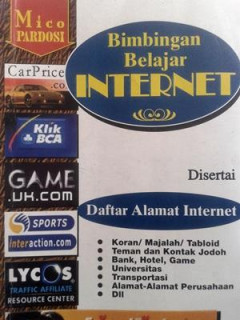 Mico
PARDOSI
Bimbingan
Belajar
INTERNET
CarPrice
.co
Klik
BCA
GAME
.UK.COM
Disertai
SPORTS
Interaction.com
Daftar Alamat Internet
• Koran/ Majalah/ Tabloid
• Teman dan Kontak Jodoh
• Bank, Hotel, Game
• Universitas
• Transportasi
• Alamat-Alamat Perusahaan
• Dll
LYCOS
TRAFFIC AFFILIATE
RESOURCE CENTER